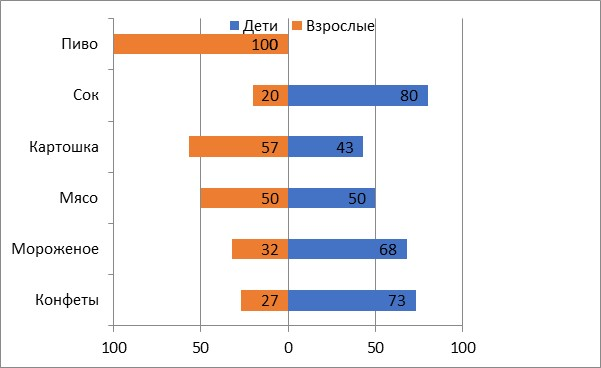 Дети Взрослые
Пиво 100
Сок 20 80
Картошка 57 43
Мясо 50 50
Мороженое 32 68
Конфеты 27 73
100 50 0 50 100